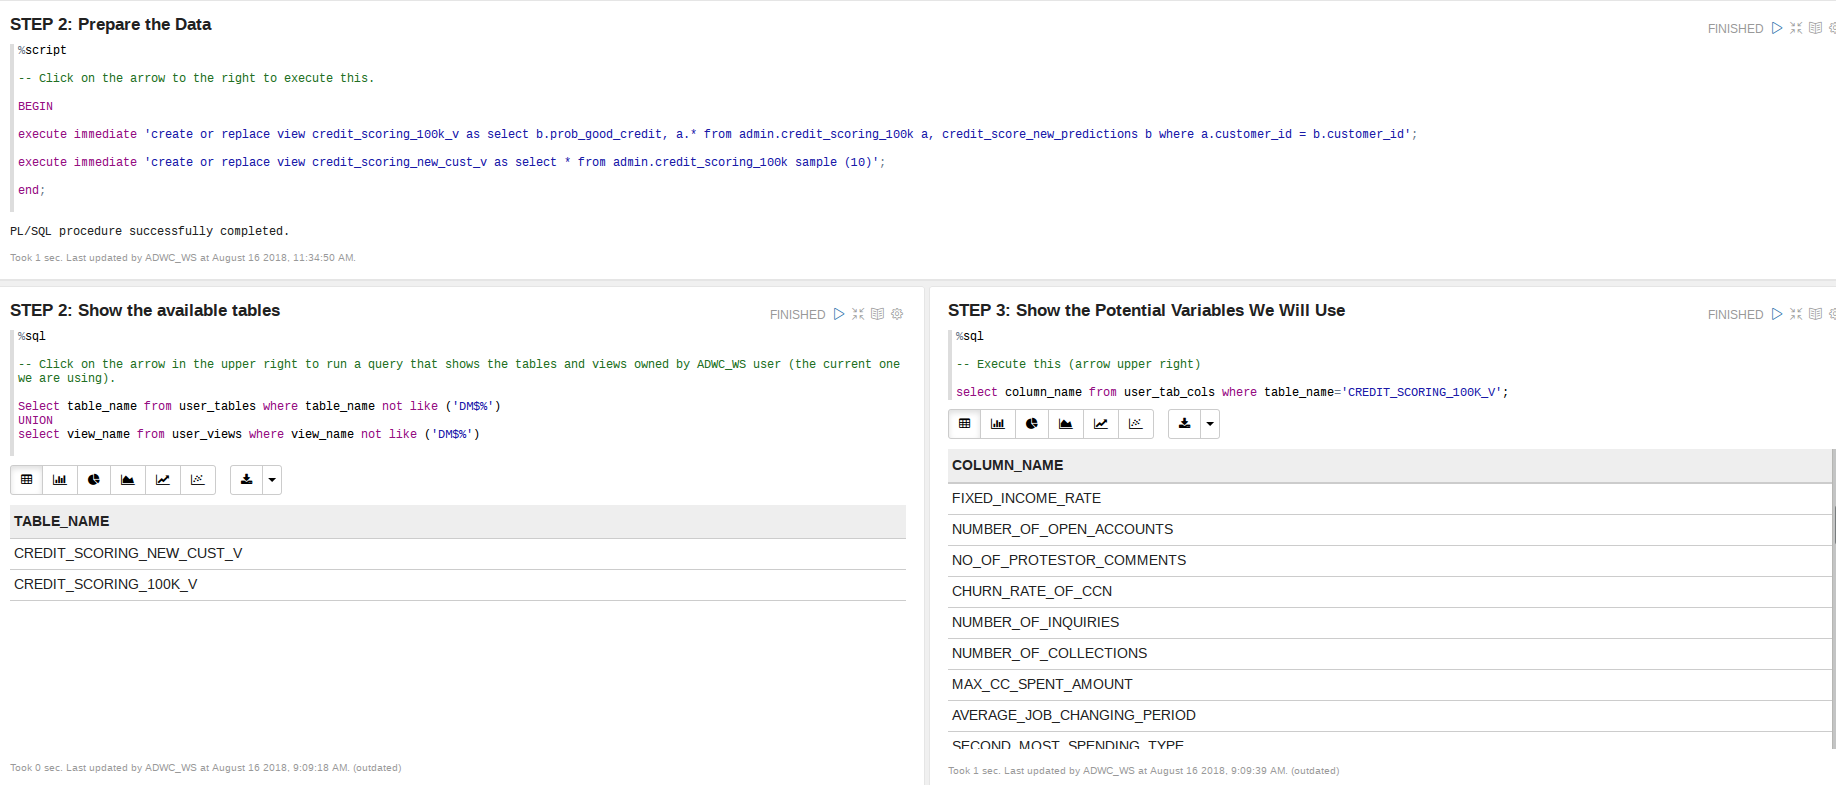 STEP 2: Prepare the Data
FINISHED
%script
-- Click on the arrow to the right to execute this.
BEGIN
execute immediate 'create or replace view credit_scoring_100k_v as select b.prob_good_credit, a.* from admin.credit_scoring_100k a, credit_score_new_predictions b where a.customer_id = b.customer_id';
execute immediate 'create or replace view credit_scoring_new_cust_v as select * from admin.credit_scoring_100k sample (10)';
end;
PL/SQL procedure successfully completed.
Took 1 sec. Last updated by ADWC_WS at August 16 2018, 11:34:50 AM.
STEP 2: Show the available tables
FINISHED
%sql
-- Click on the arrow in the upper right to run a query that shows the tables and views owned by ADWC_WS user (the current one
we are using).
Select table_name from user_tables where table_name not like ('DM$%')
UNION
select view_name from user_views where view_name not like ('DM$%')
TABLE_NAME
CREDIT_SCORING_NEW_CUST_V
CREDIT_SCORING_100K_V
Took 0 sec. Last updated by ADWC_WS at August 16 2018, 9:09:18 AM. (outdated)
STEP 3: Show the Potential Variables We Will Use
FINISHED
%sql
-- Execute this (arrow upper right)
select column_name from user_tab_cols where table_name='CREDIT_SCORING_100K_V';
COLUMN_NAME
FIXED_INCOME_RATE
NUMBER_OF_OPEN_ACCOUNTS
NO_OF_PROTESTOR_COMMENTS
CHURN_RATE_OF_CCN
NUMBER_OF_INQUIRIES
NUMBER_OF_COLLECTIONS
MAX_CC_SPENT_AMOUNT
AVERAGE_JOB_CHANGING_PERIOD
SECOND_MOST_SPENDING_TYPE
Took 1 sec. Last updated by ADWC_WS at August 16 2018, 9:09:39 AM. (outdated)